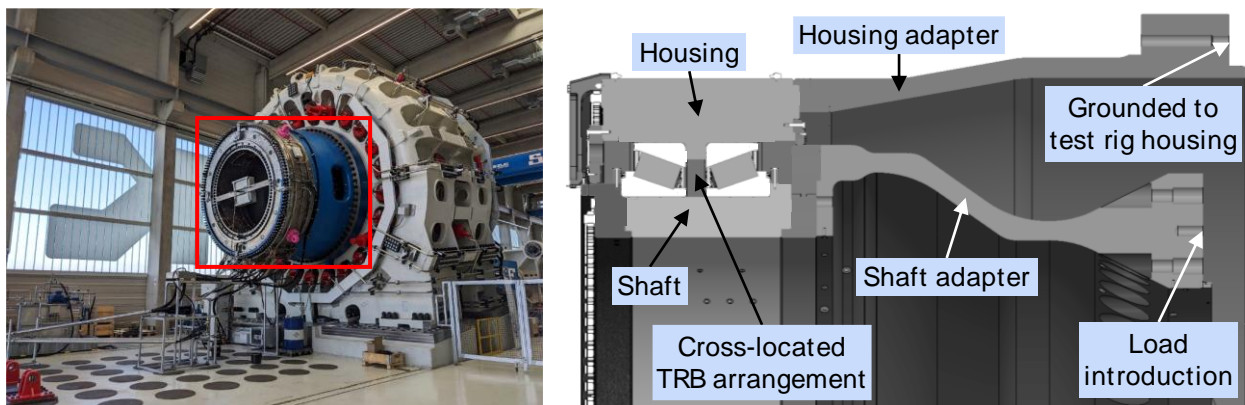 Housing
Housing adapter
Grounded to
test rig housing
Shaft
Shaft adapter
Cross-located
TRB arrangement
Load
introduction